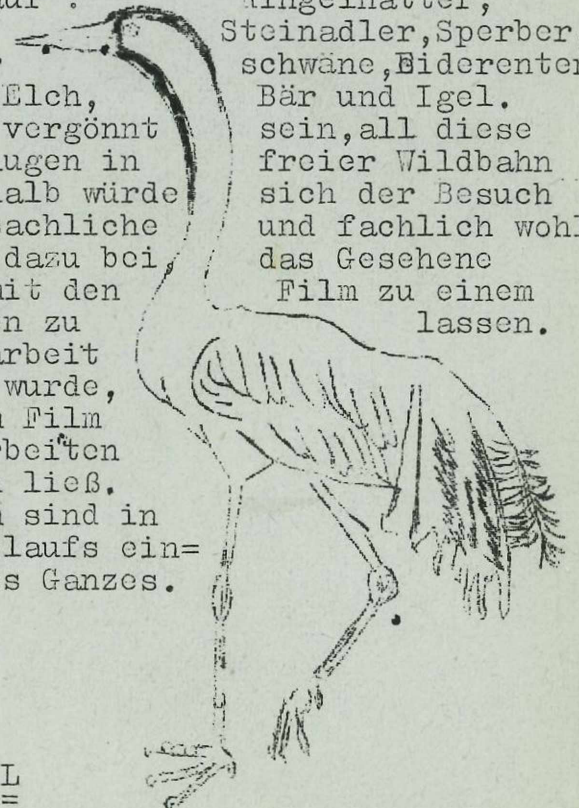 ingelnatter,
Steinadler,Sperber
schwäne,Eiderenten
Elch, Bär und Igel.
vergönnt sein,all diese
ugen in freier Wildbahn
alb würde sich der Besuch
achliche und fachlich wohl
dazu bei das Gesehene
it den Film zu einem
n zu lassen.
arbeit
wurde,
Film
beiten
ließ.
sind in
laufs ein=
s Ganzes.
L
=